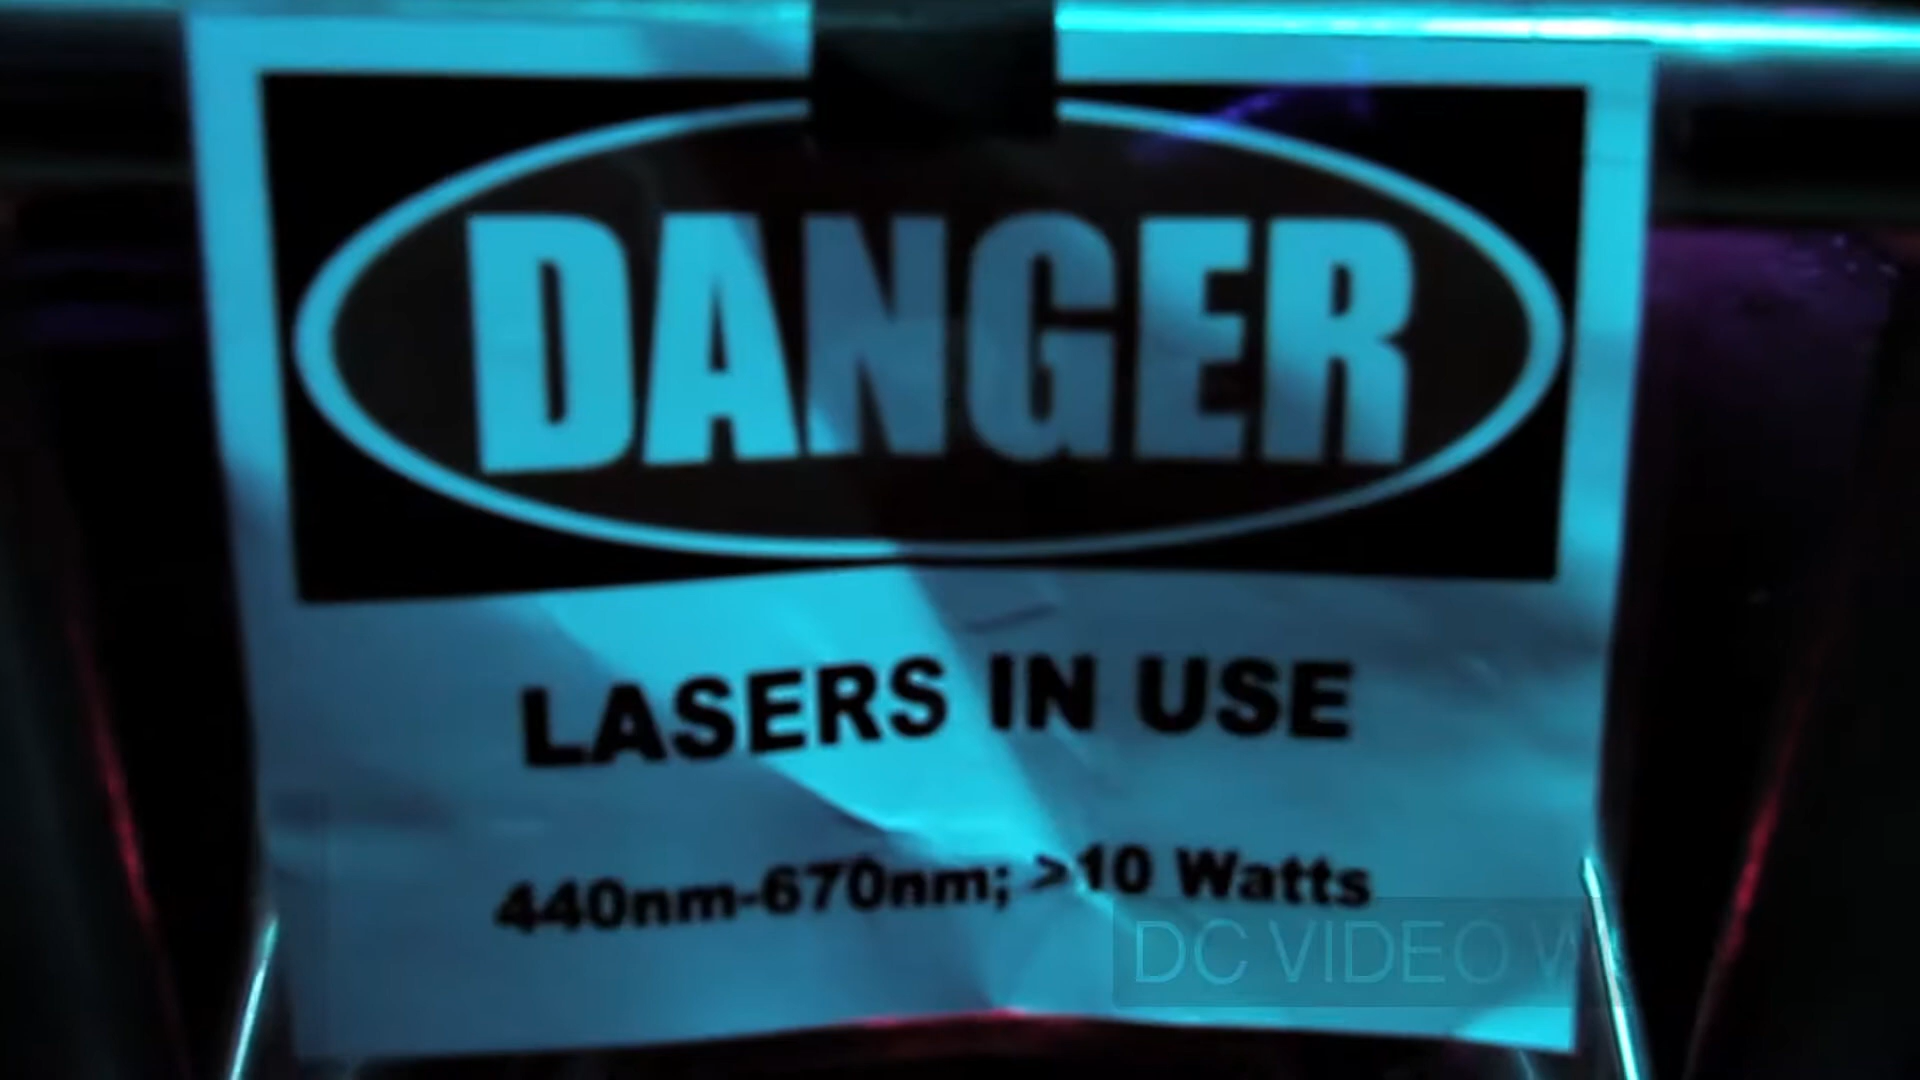 DANGER
LASERS IN USE
440nm-670nm; >10 Watts
DC VIDEO